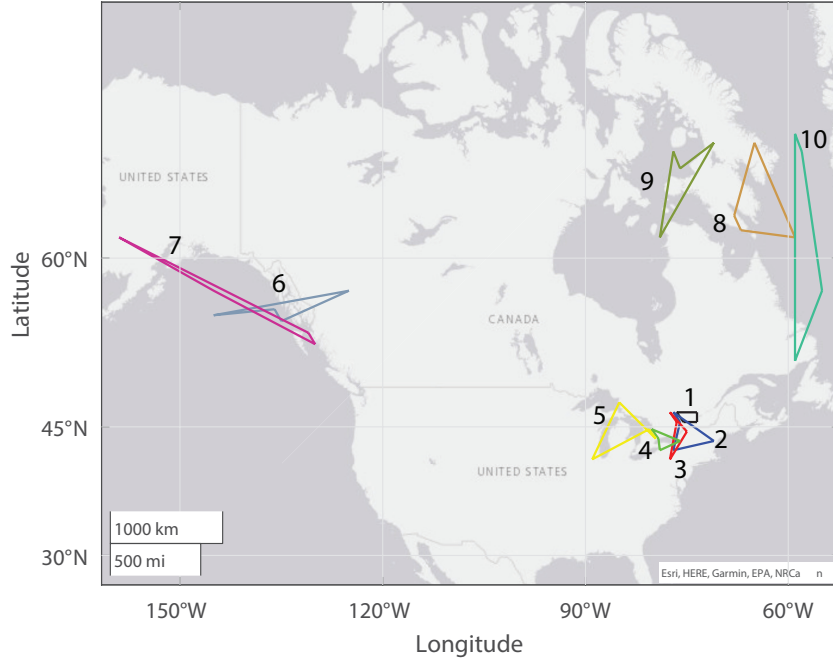 10
UNITED STATES
9
8
7
60°N
6
CANADA
Latitude
1
5
45°N
2
4
3
UNITED STATES
1000 km
500 mi
30°N
Esri, HERE, Garmin, EPA, NRCa n
150°W 120°W 90°W 60°W
Longitude